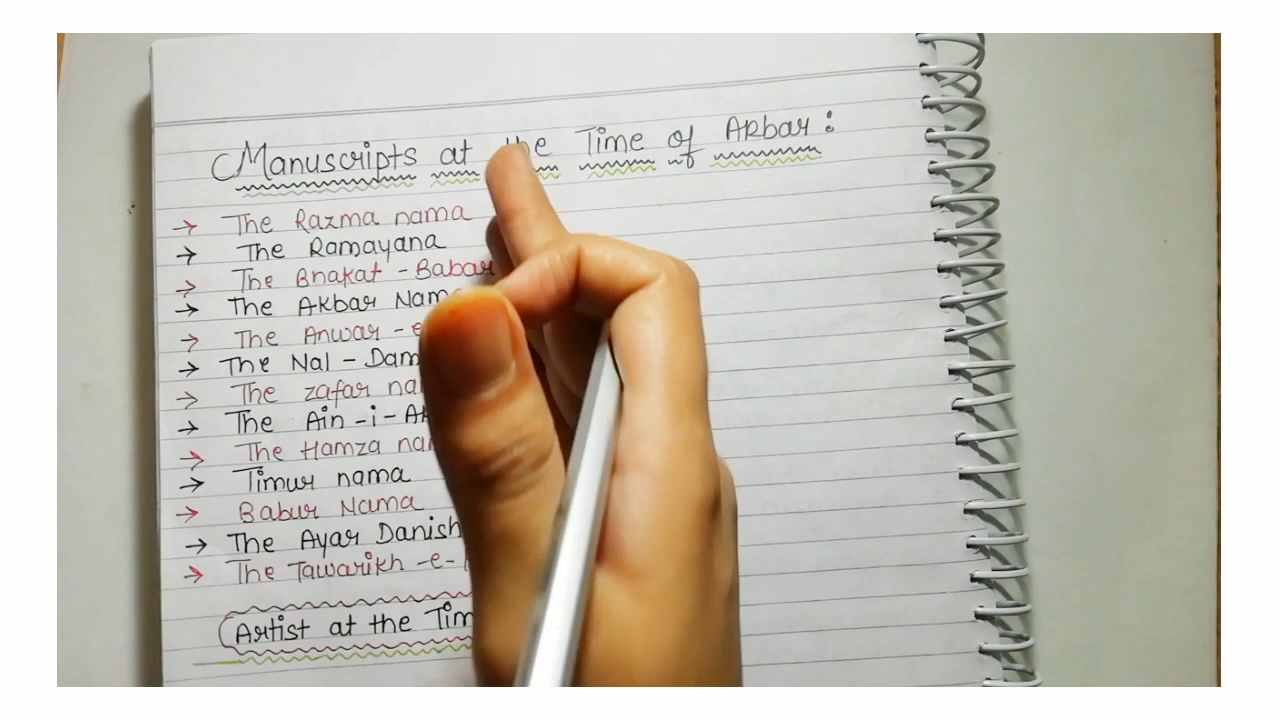 Manuscripts at the Time of Akbar :
→ The Razma nama
→ The Ramayana
→ The Bhakat - Babar
→ The Akbar Nam
→ The Anwar - e
→ The Nal - Dam
→ The zafar na
→ The Ain - i - Ak
→ The Hamza na
→ Timur nama
→ Babur Nama
→ The Ayar Danish
→ The Tawarikh - e -
Artist at the Tim